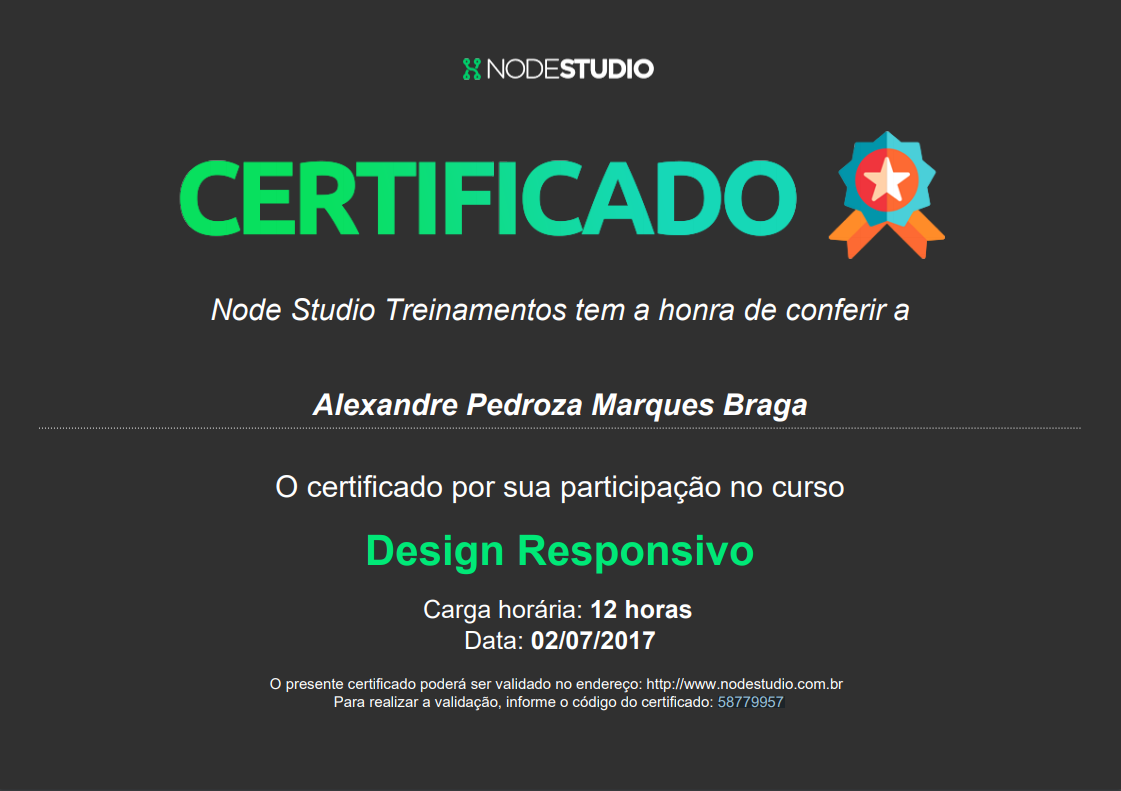 NODESTUDIO
CERTIFICADO
Node Studio Treinamentos tem a honra de conferir a
Alexandre Pedroza Marques Braga
O certificado por sua participação no curso
Design Responsivo
Carga horária: 12 horas
Data: 02/07/2017
O presente certificado poderá ser validado no endereço: http://www.nodestudio.com.br
Para realizar a validação, informe o código do certificado: 58779957